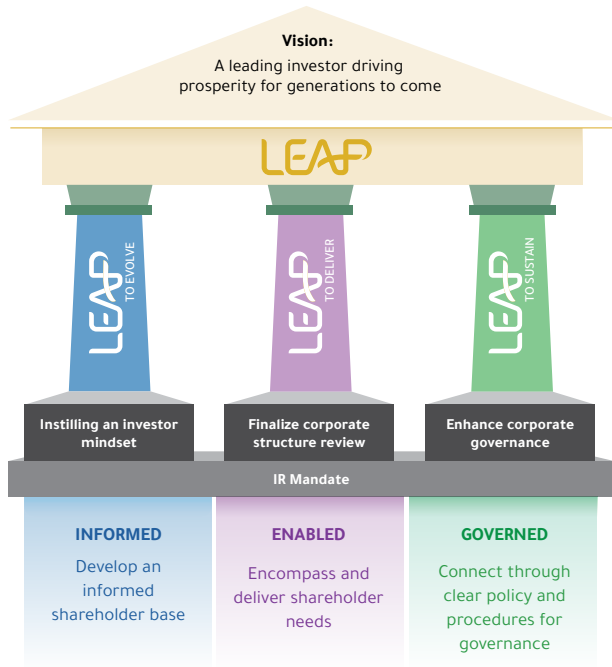 Vision:
A leading investor driving
prosperity for generations to come
LEAP
LEAP
TO EVOLVE
LEAP
TO DELIVER
LEAP
TO SUSTAIN
Instilling an investor
mindset
Finalize corporate
structure review
Enhance corporate
governance
IR Mandate
INFORMED
Develop an
informed
shareholder base
ENABLED
Encompass and
deliver shareholder
needs
GOVERNED
Connect through
clear policy and
procedures for
governance